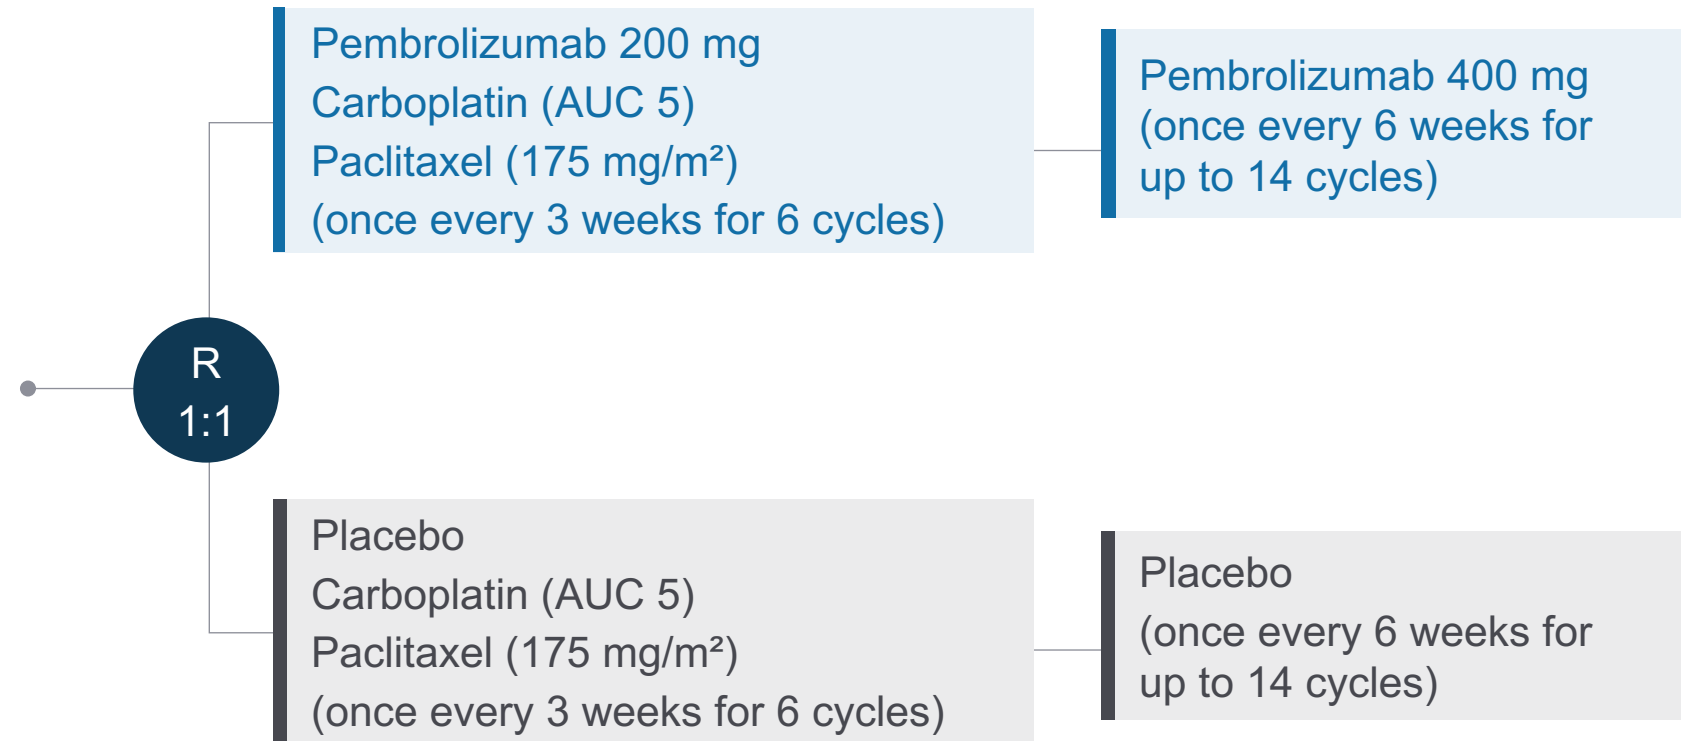 Pembrolizumab 200 mg
Carboplatin (AUC 5)
Paclitaxel (175 mg/m²)
(once every 3 weeks for 6 cycles)
Pembrolizumab 400 mg
(once every 6 weeks for
up to 14 cycles)
R
1:1
Placebo
Carboplatin (AUC 5)
Paclitaxel (175 mg/m²)
(once every 3 weeks for 6 cycles)
Placebo
(once every 6 weeks for
up to 14 cycles)